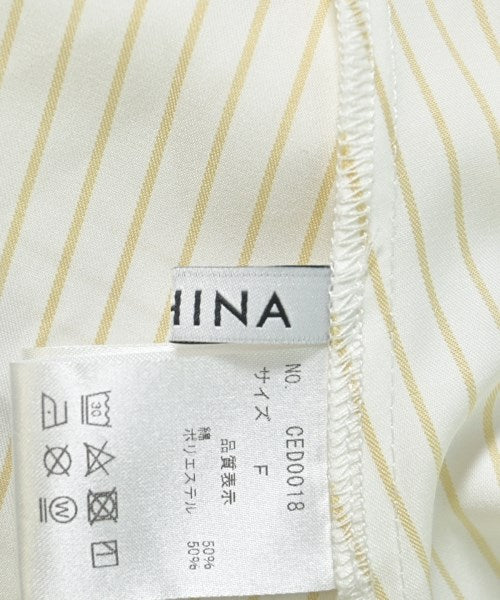 HINA
NO. CED0018
サイズ F
品質表示
綿 50%
ポリエステル 50%
30
W